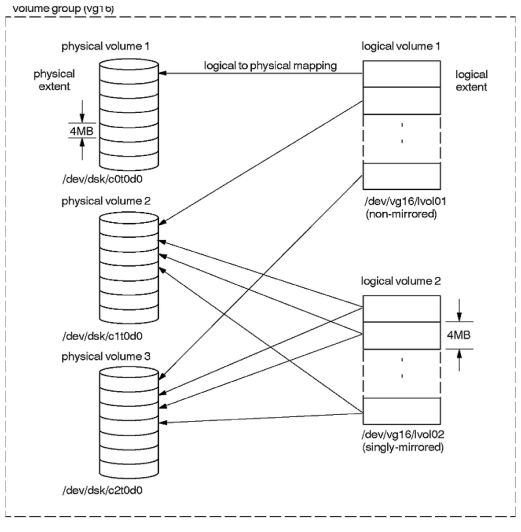 volume group (vg16)
physical volume 1
logical volume 1
logical to physical mapping
physical
extent
logical
extent
4MB
/dev/dsk/c0t0d0
physical volume 2
/dev/vg16/lvol01
(non-mirrored)
logical volume 2
4MB
/dev/dsk/c1t0d0
physical volume 3
/dev/vg16/lvol02
(singly-mirrored)
/dev/dsk/c2t0d0